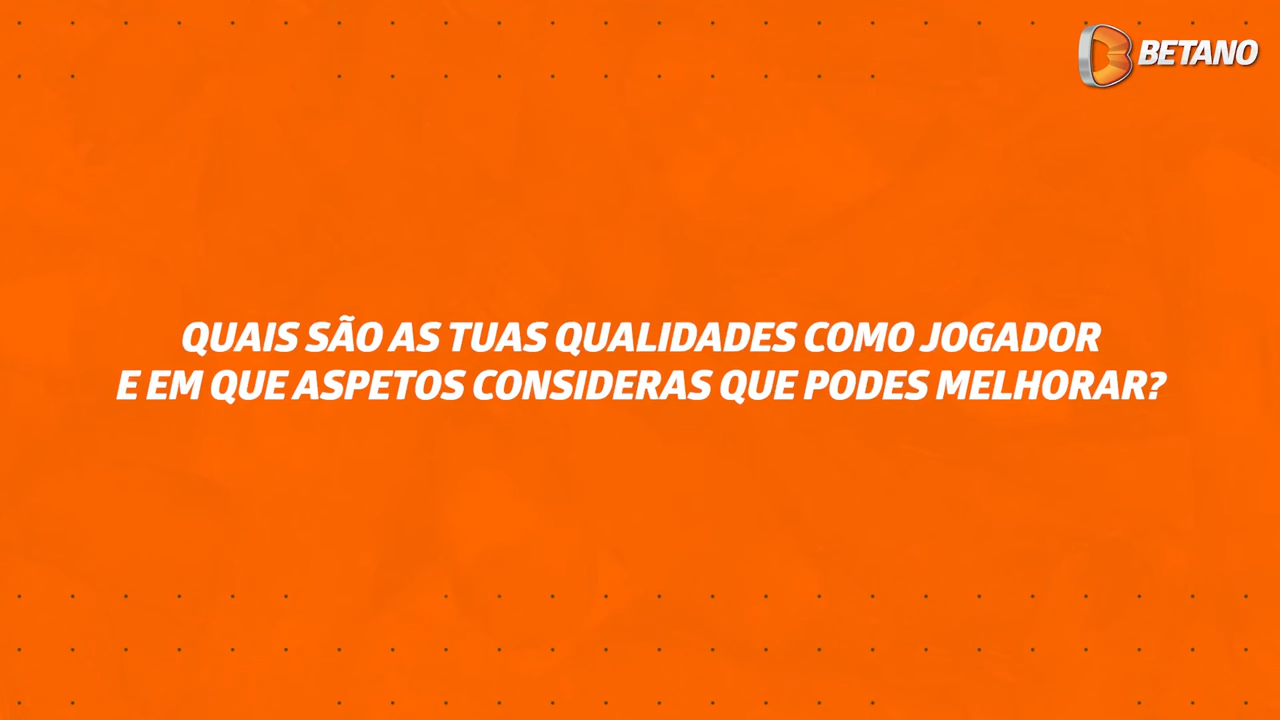 BETANO
QUAIS SÃO AS TUAS QUALIDADES COMO JOGADOR
E EM QUE ASPETOS CONSIDERAS QUE PODES MELHORAR?